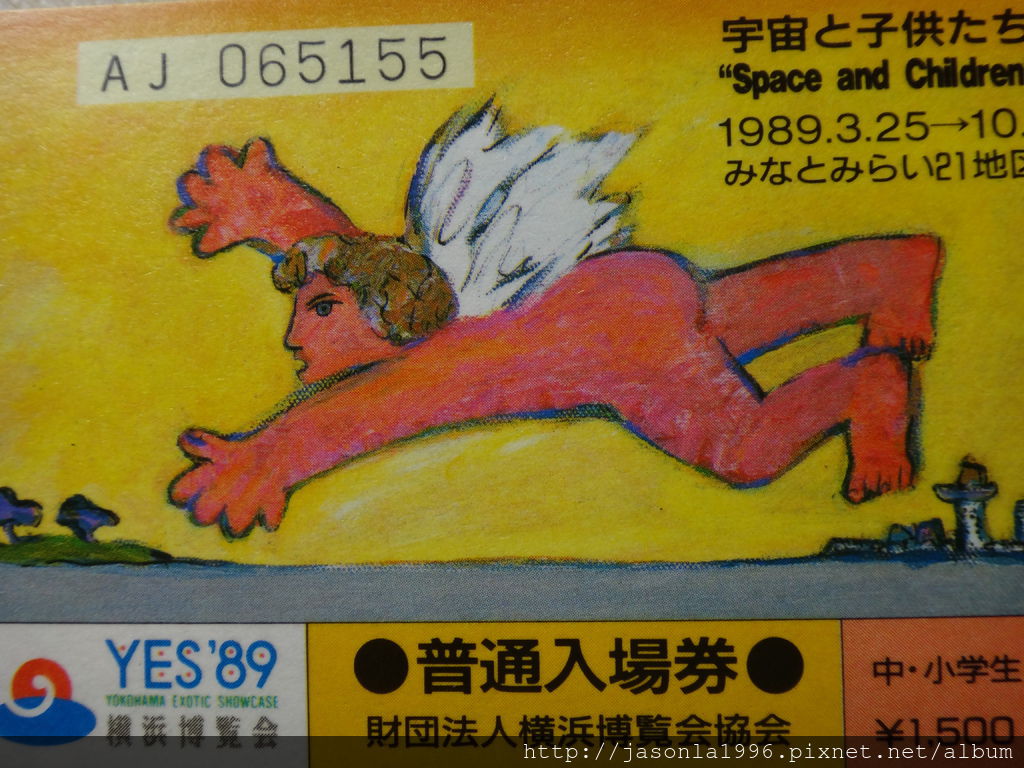 AJ 065155
宇宙と子供たち
“Space and Children
1989.3.25→10.
みなとみらい21地区
YES'89
YOKOHAMA EXOTIC SHOWCASE
横浜博覧会
●普通入場券●
財団法人横浜博覧会協会
中・小学生
¥1,500
http://jasonla1996.pixnet.net/album